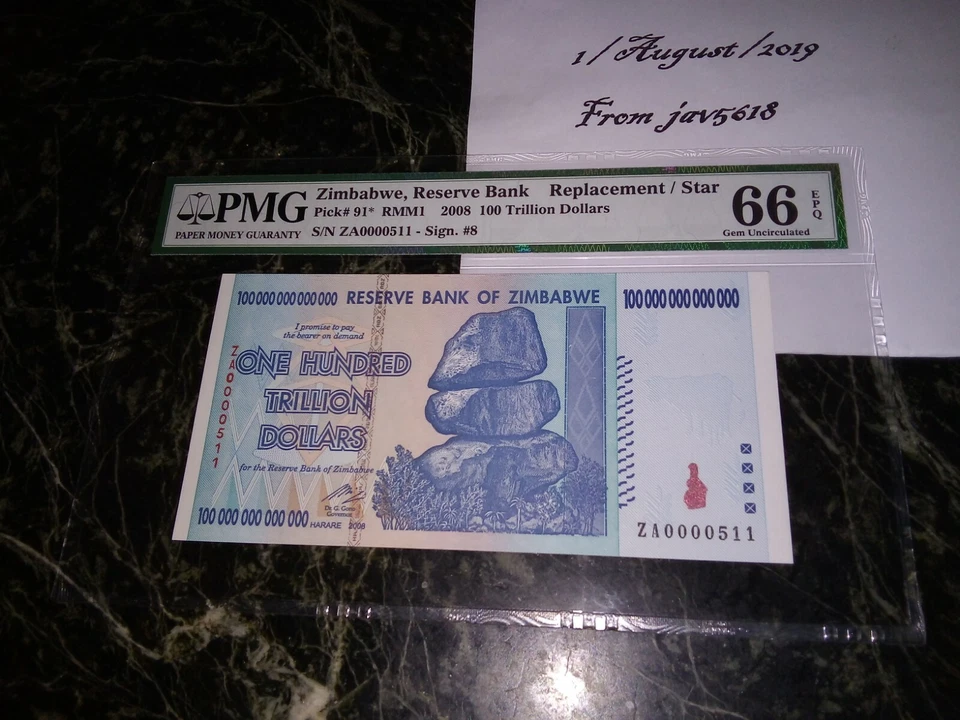 1/August/2019
From jav5618
PMG
PAPER MONEY GUARANTY
Zimbabwe, Reserve Bank Replacement / Star
Pick# 91* RMM1 2008 100 Trillion Dollars
S/N ZA0000511 - Sign. #8
66
EPQ
Gem Uncirculated
100 000 000 000 000 RESERVE BANK OF ZIMBABWE 100 000 000 000 000
I promise to pay
the bearer on demand
ONE HUNDRED
TRILLION
DOLLARS
ZA0000511
for the Reserve Bank of Zimbabwe
Dr G. Gono
Governor
100 000 000 000 000 HARARE 2008
ZA0000511